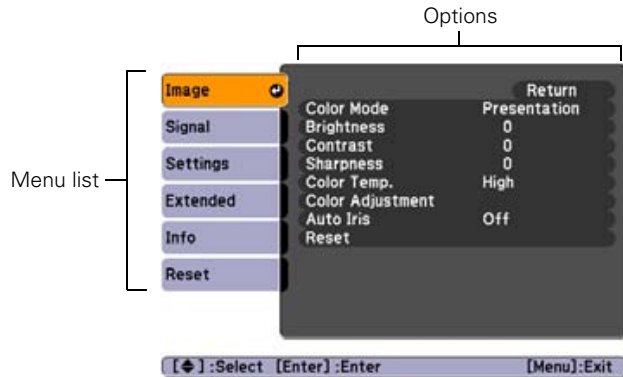 Options
Menu list
Image
Signal
Settings
Extended
Info
Reset
Return
Color Mode Presentation
Brightness 0
Contrast 0
Sharpness 0
Color Temp. High
Color Adjustment
Auto Iris Off
Reset
[◆] :Select [Enter] :Enter [Menu]:Exit